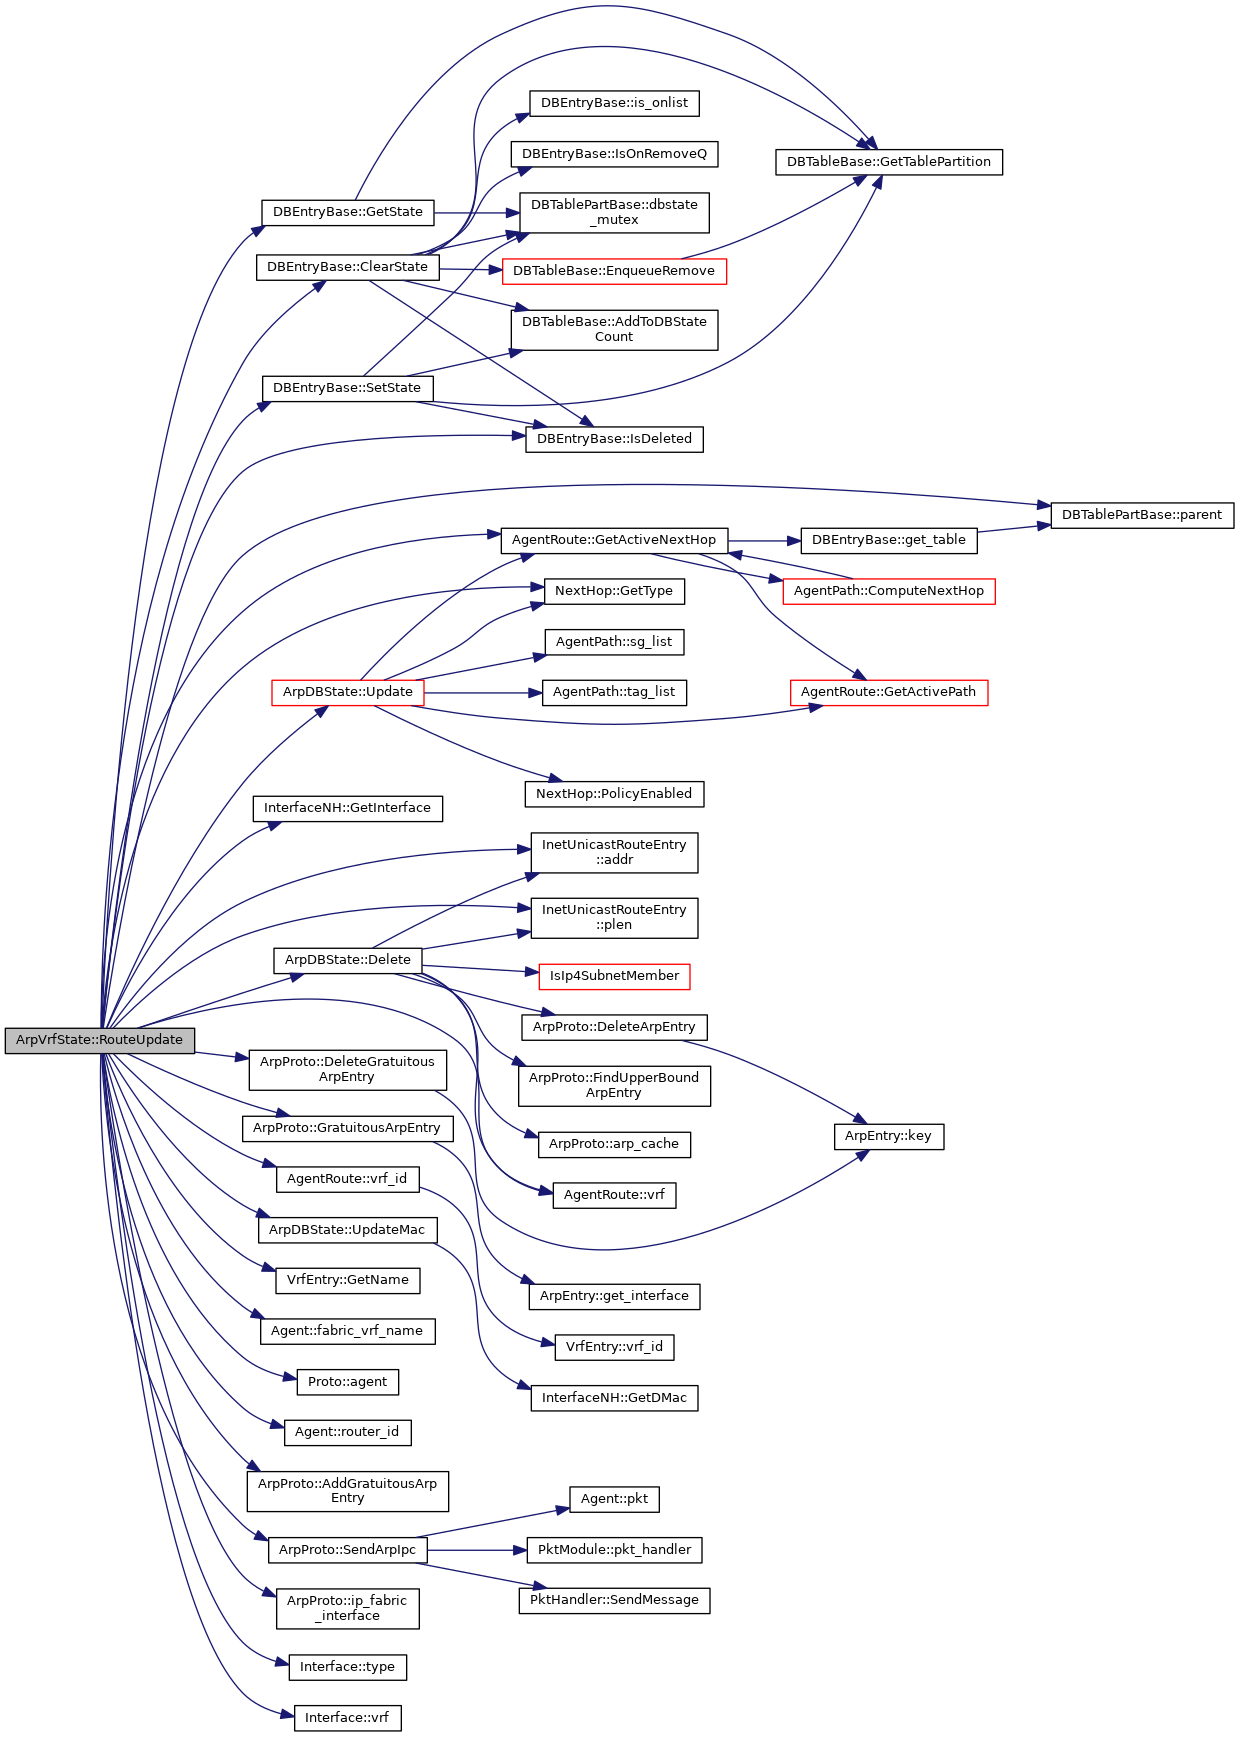 DBEntryBase::is_onlist
DBEntryBase::IsOnRemoveQ
DBTableBase::GetTablePartition
DBEntryBase::GetState
DBTablePartBase::dbstate
_mutex
DBEntryBase::ClearState
DBTableBase::EnqueueRemove
DBTableBase::AddToDBState
Count
DBEntryBase::SetState
DBEntryBase::IsDeleted
DBTablePartBase::parent
AgentRoute::GetActiveNextHop
DBEntryBase::get_table
NextHop::GetType
AgentPath::ComputeNextHop
AgentPath::sg_list
ArpDBState::Update
AgentPath::tag_list
AgentRoute::GetActivePath
NextHop::PolicyEnabled
InterfaceNH::GetInterface
InetUnicastRouteEntry
::addr
InetUnicastRouteEntry
::plen
ArpDBState::Delete
IsIp4SubnetMember
ArpProto::DeleteArpEntry
ArpVrfState::RouteUpdate
ArpProto::DeleteGratuitous
ArpEntry
ArpProto::FindUpperBound
ArpEntry
ArpProto::GratuitousArpEntry
ArpEntry::key
ArpProto::arp_cache
AgentRoute::vrf_id
AgentRoute::vrf
ArpDBState::UpdateMac
VrfEntry::GetName
ArpEntry::get_interface
Agent::fabric_vrf_name
VrfEntry::vrf_id
Proto::agent
InterfaceNH::GetDMac
Agent::router_id
ArpProto::AddGratuitousArp
Entry
Agent::pkt
ArpProto::SendArpIpc
PktModule::pkt_handler
ArpProto::ip_fabric
_interface
PktHandler::SendMessage
Interface::type
Interface::vrf